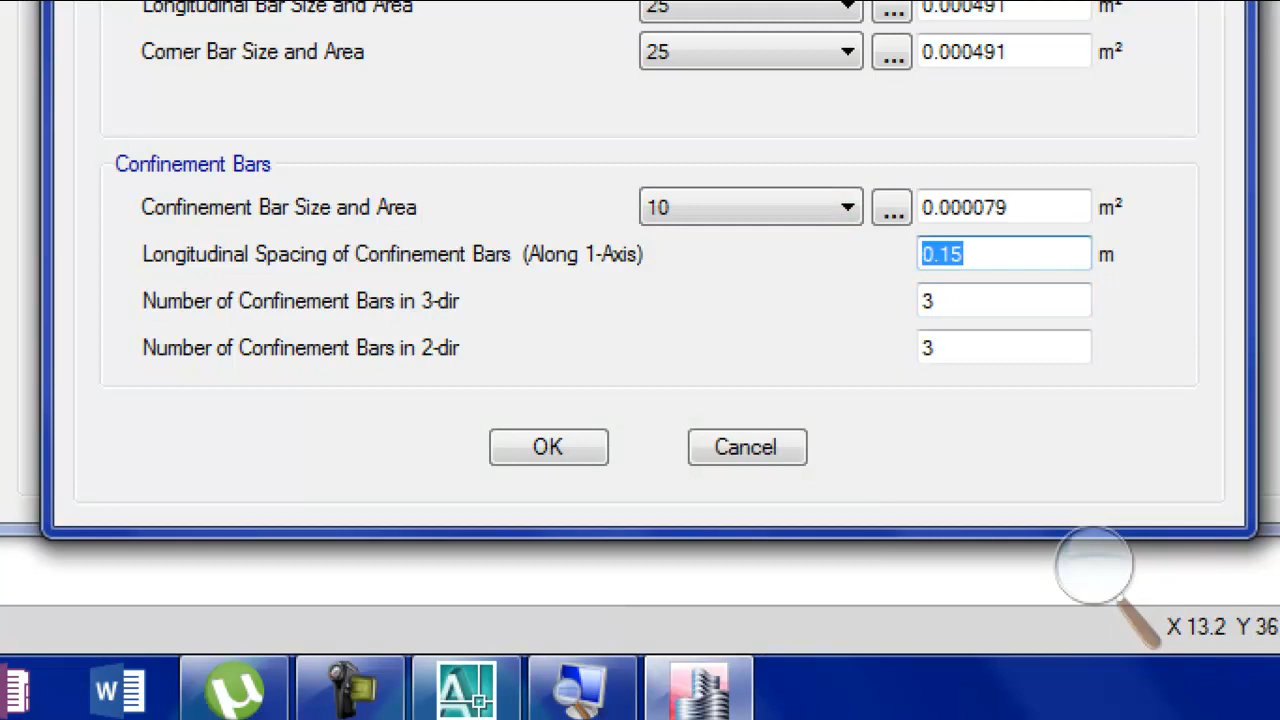 Longitudinal Bar Size and Area 25 ... 0.000491 m²
Corner Bar Size and Area 25 ... 0.000491 m²
Confinement Bars
Confinement Bar Size and Area 10 ... 0.000079 m²
Longitudinal Spacing of Confinement Bars (Along 1-Axis) 0.15 m
Number of Confinement Bars in 3-dir 3
Number of Confinement Bars in 2-dir 3
OK Cancel
X 13.2 Y 36
W µ A